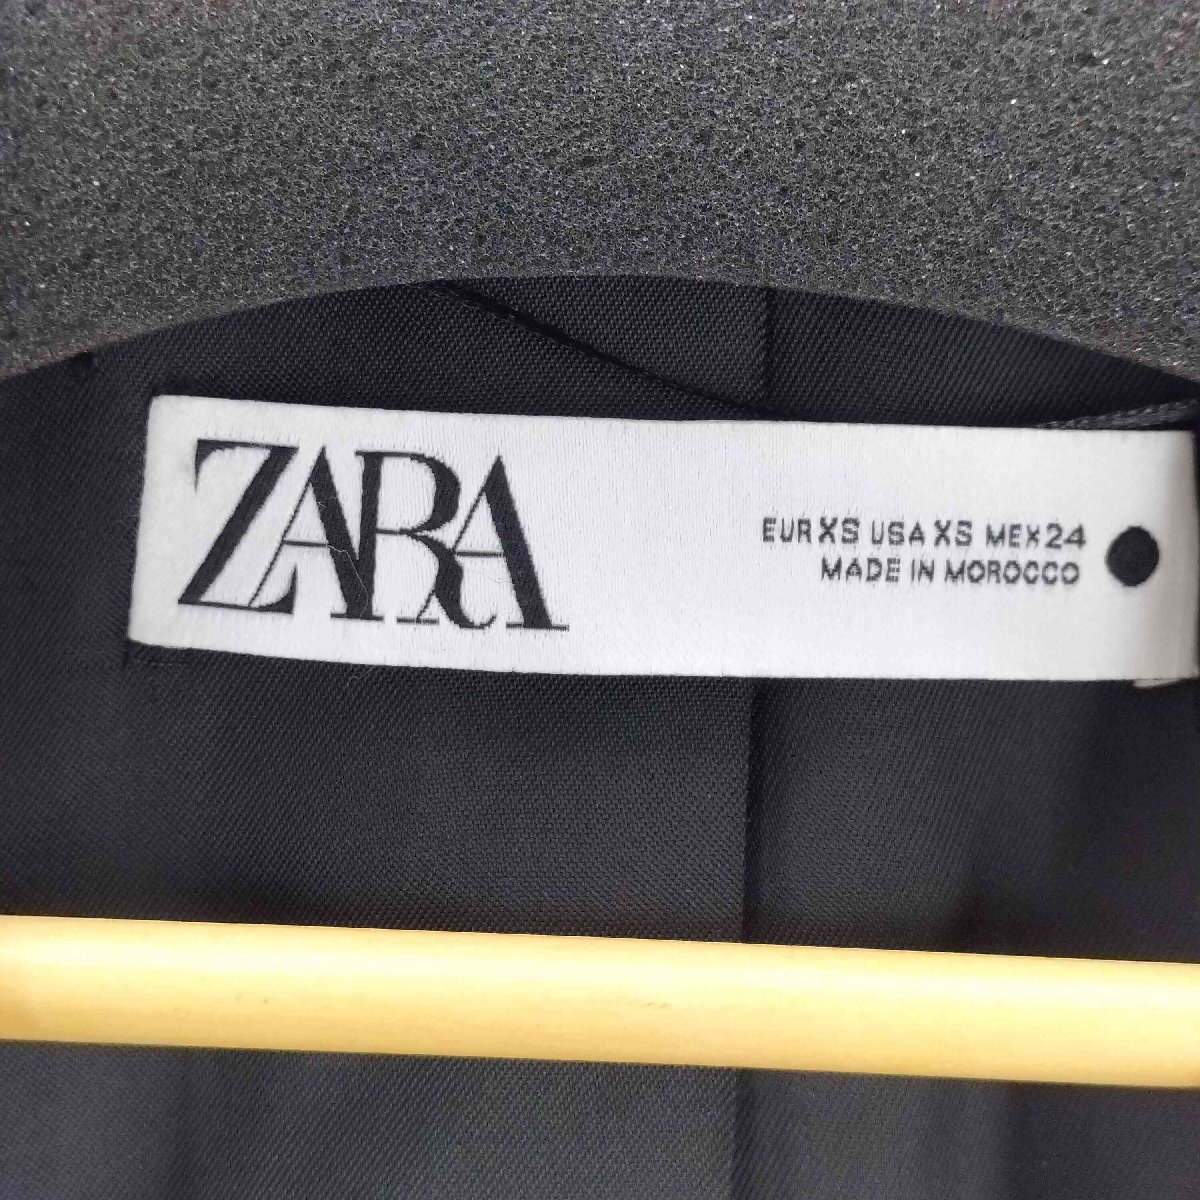 ZARA
EUR XS USA XS MEX 24
MADE IN MOROCCO